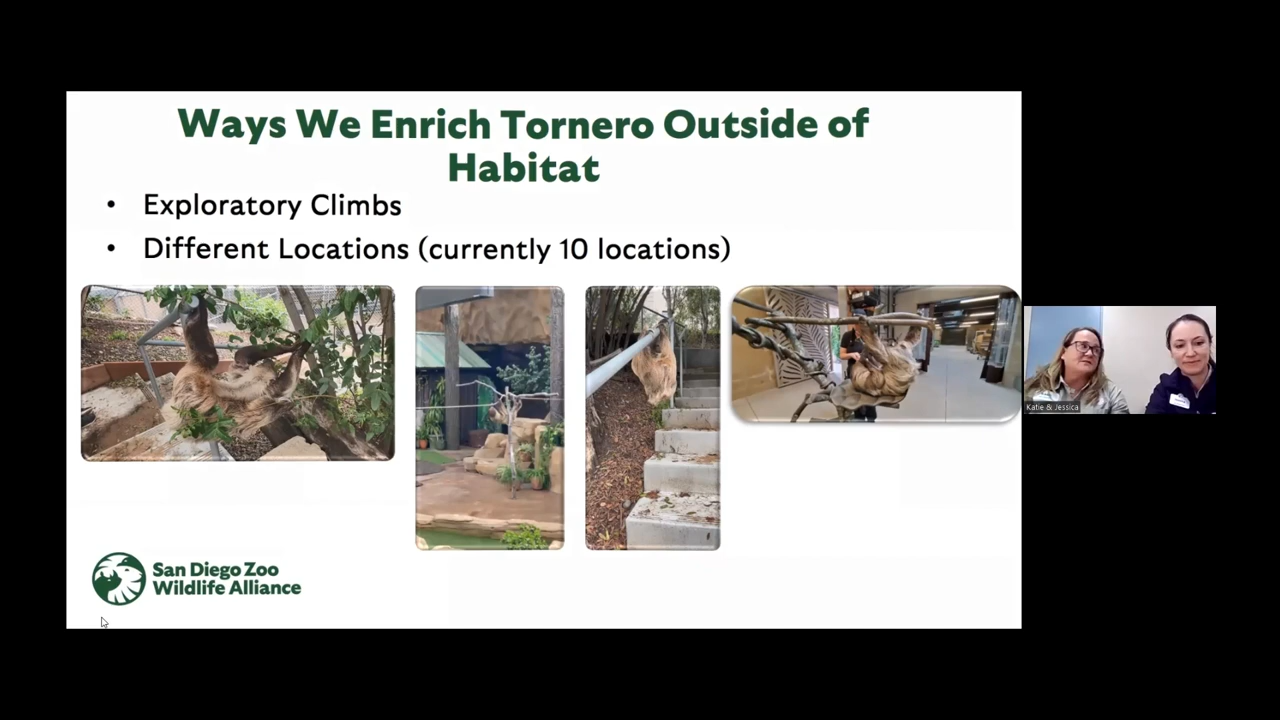 Ways We Enrich Tornero Outside of
Habitat
• Exploratory Climbs
• Different Locations (currently 10 locations)
San Diego Zoo
Wildlife Alliance
Katie & Jessica